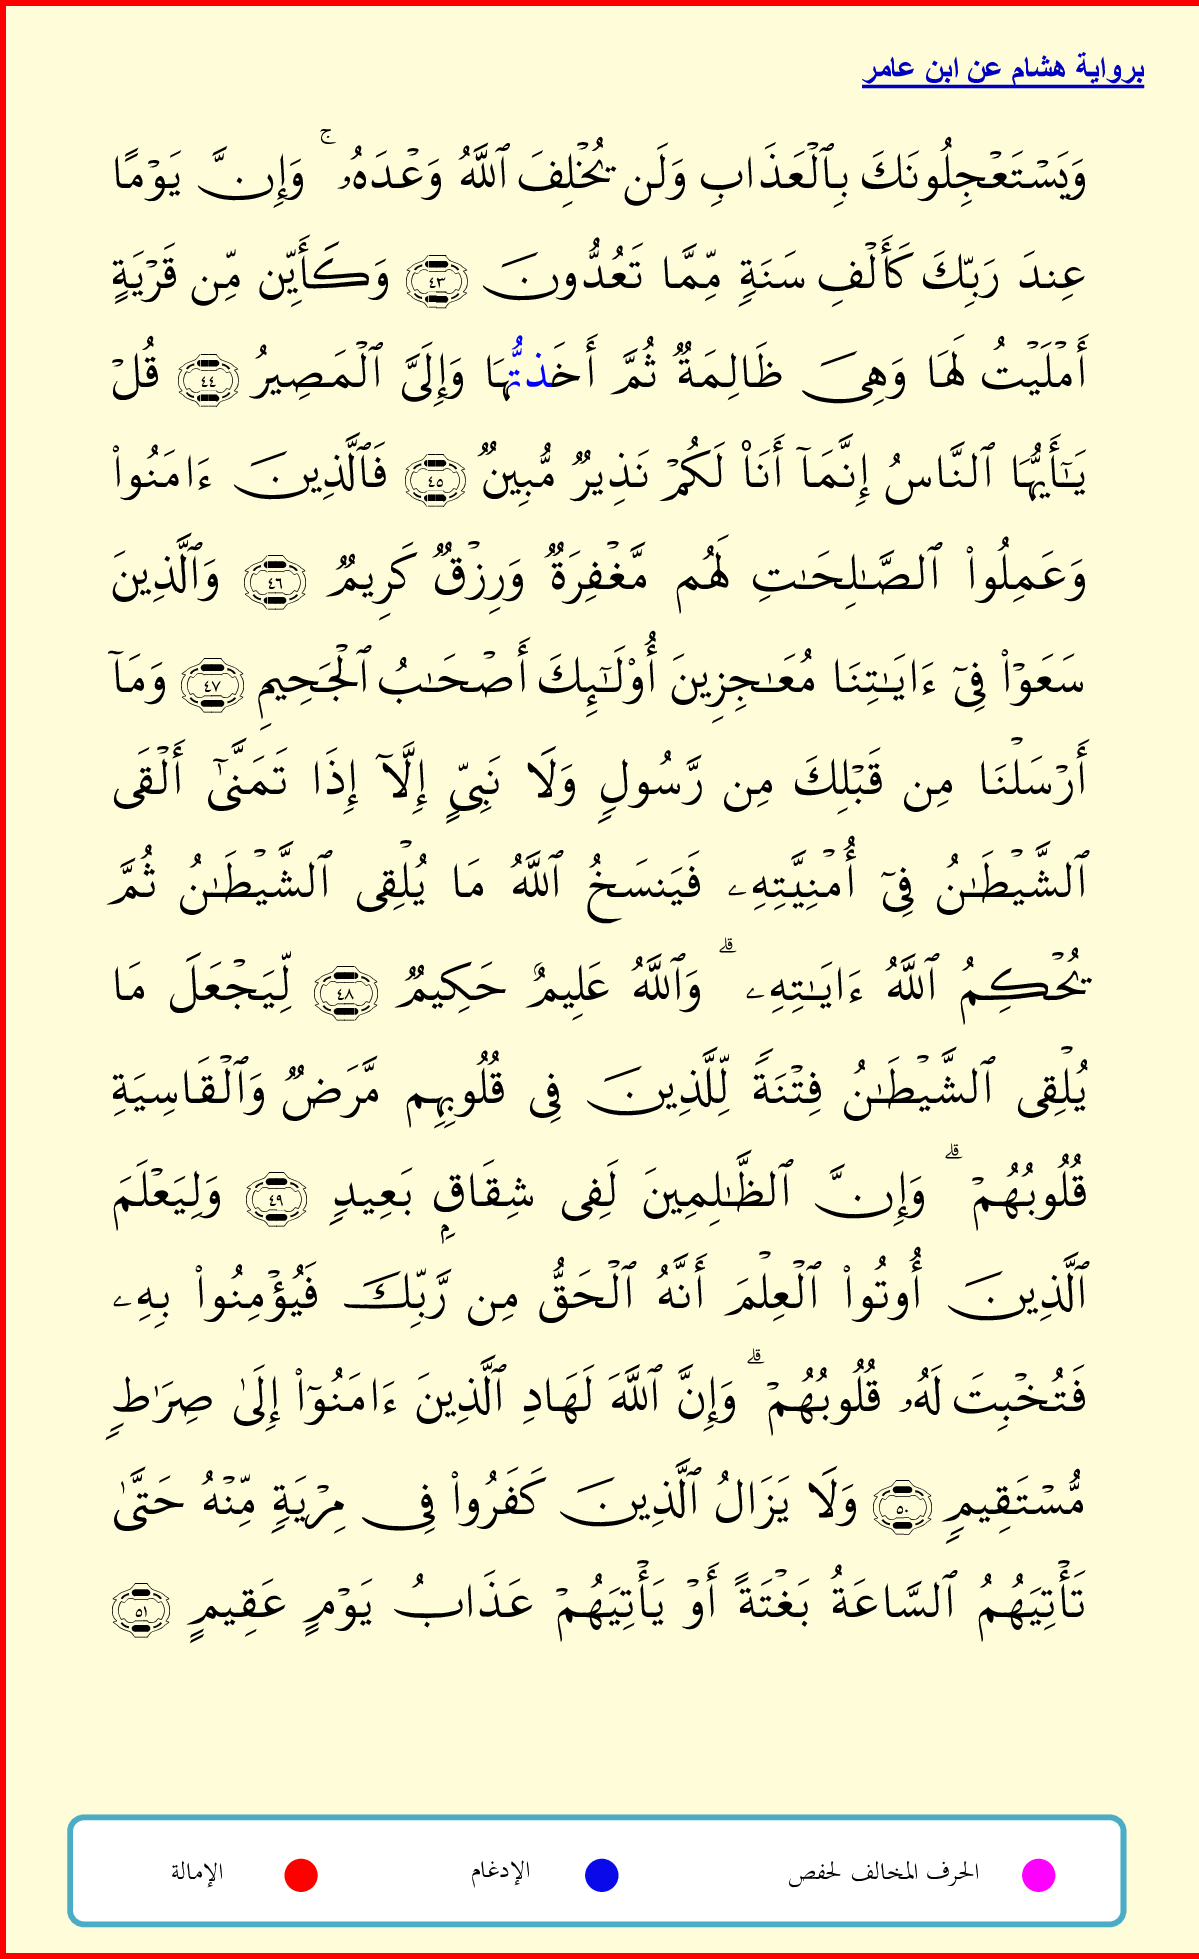 برواية هشام عن ابن عامر
وَيَسۡتَعۡجِلُونَكَ بِٱلۡعَذَابِ وَلَن يُخۡلِفَ ٱللَّهُ وَعۡدَهُۥۚ وَإِنَّ يَوۡمًا
عِندَ رَبِّكَ كَأَلۡفِ سَنَةٖ مِّمَّا تَعُدُّونَ ٤٣ وَكَأَيِّن مِّن قَرۡيَةٍ
أَمۡلَيۡتُ لَهَا وَهِيَ ظَالِمَةٞ ثُمَّ أَخَذتُّهَا وَإِلَيَّ ٱلۡمَصِيرُ ٤٤ قُلۡ
يَٰٓأَيُّهَا ٱلنَّاسُ إِنَّمَآ أَنَا۠ لَكُمۡ نَذِيرٞ مُّبِينٞ ٤٥ فَٱلَّذِينَ ءَامَنُواْ
وَعَمِلُواْ ٱلصَّٰلِحَٰتِ لَهُم مَّغۡفِرَةٞ وَرِزۡقٞ كَرِيمٞ ٤٦ وَٱلَّذِينَ
سَعَوۡاْ فِيٓ ءَايَٰتِنَا مُعَٰجِزِينَ أُوْلَٰٓئِكَ أَصۡحَٰبُ ٱلۡجَحِيمِ ٤٧ وَمَآ
أَرۡسَلۡنَا مِن قَبۡلِكَ مِن رَّسُولٖ وَلَا نَبِيٍّ إِلَّآ إِذَا تَمَنَّىٰٓ أَلۡقَى
ٱلشَّيۡطَٰنُ فِيٓ أُمۡنِيَّتِهِۦ فَيَنسَخُ ٱللَّهُ مَا يُلۡقِي ٱلشَّيۡطَٰنُ ثُمَّ
يُحۡكِمُ ٱللَّهُ ءَايَٰتِهِۦۗ وَٱللَّهُ عَلِيمٌ حَكِيمٞ ٤٨ لِّيَجۡعَلَ مَا
يُلۡقِي ٱلشَّيۡطَٰنُ فِتۡنَةٗ لِّلَّذِينَ فِي قُلُوبِهِم مَّرَضٞ وَٱلۡقَاسِيَةِ
قُلُوبُهُمۡۗ وَإِنَّ ٱلظَّٰلِمِينَ لَفِي شِقَاقِۭ بَعِيدٖ ٤٩ وَلِيَعۡلَمَ
ٱلَّذِينَ أُوتُواْ ٱلۡعِلۡمَ أَنَّهُ ٱلۡحَقُّ مِن رَّبِّكَ فَيُؤۡمِنُواْ بِهِۦ
فَتُخۡبِتَ لَهُۥ قُلُوبُهُمۡۗ وَإِنَّ ٱللَّهَ لَهَادِ ٱلَّذِينَ ءَامَنُوٓاْ إِلَىٰ صِرَٰطٖ
مُّسۡتَقِيمٖ ٥٠ وَلَا يَزَالُ ٱلَّذِينَ كَفَرُواْ فِي مِرۡيَةٖ مِّنۡهُ حَتَّىٰ
تَأۡتِيَهُمُ ٱلسَّاعَةُ بَغۡتَةً أَوۡ يَأۡتِيَهُمۡ عَذَابُ يَوۡمٍ عَقِيمٍ ٥١
الحرف المخالف لحفص الإدغام الإمالة